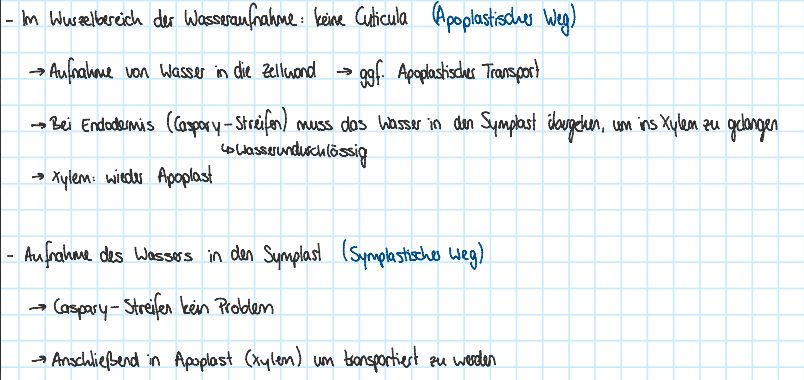 - Im Wurzelbereich der Wasseraufnahme: keine Cuticula (Apoplastischer Weg)
→ Aufnahme von Wasser in die Zellwand → ggf. Apoplastischer Transport
→ Bei Endodermis (Caspary-Streifen) muss das Wasser in den Symplast übergehen, um ins Xylem zu gelangen
↳ Wasserundurchlässig
→ Xylem: wieder Apoplast
- Aufnahme des Wassers in den Symplast (Symplastischer Weg)
→ Caspary-Streifen kein Problem
→ Anschließend in Apoplast (Xylem) um transportiert zu werden